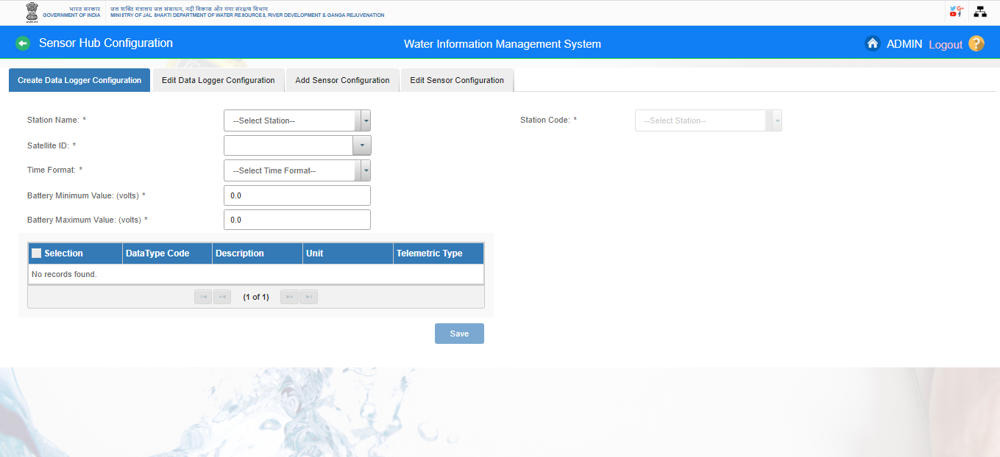 भारत सरकार
GOVERNMENT OF INDIA
जल शक्ति मंत्रालय जल संसाधन, नदी विकास और गंगा संरक्षण विभाग
MINISTRY OF JAL SHAKTI DEPARTMENT OF WATER RESOURCES, RIVER DEVELOPMENT & GANGA REJUVENATION
Sensor Hub Configuration
Water Information Management System
ADMIN Logout ?
Create Data Logger Configuration
Edit Data Logger Configuration
Add Sensor Configuration
Edit Sensor Configuration
Station Name: *
--Select Station--
Station Code: *
--Select Station--
Satellite ID: *
Time Format: *
--Select Time Format--
Battery Minimum Value: (volts) *
0.0
Battery Maximum Value: (volts) *
0.0
Selection DataType Code Description Unit Telemetric Type
No records found.
(1 of 1)
Save